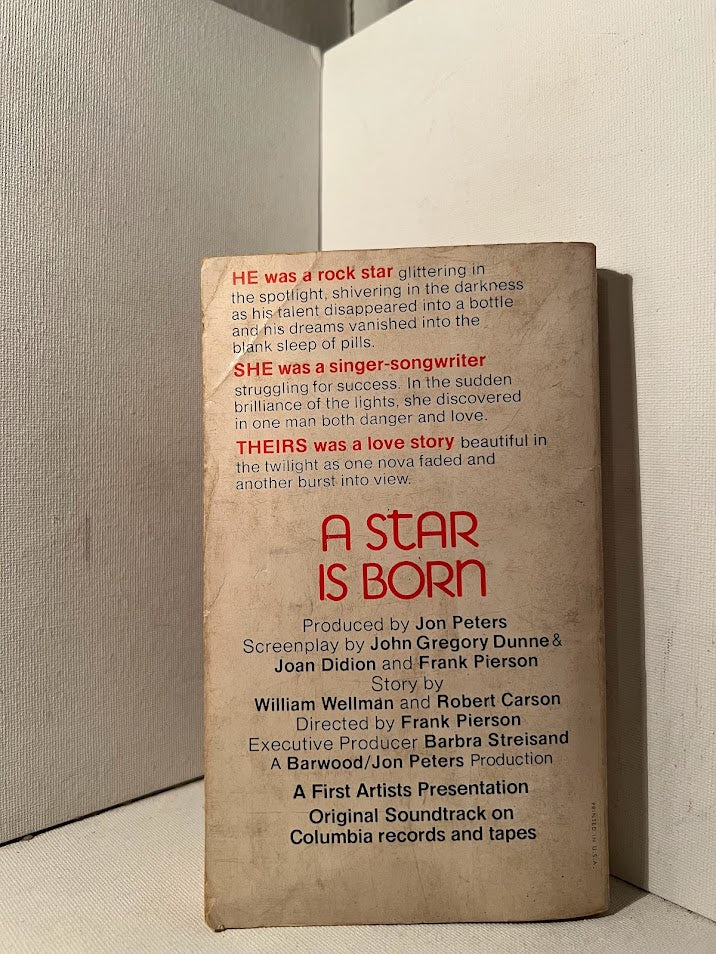 HE was a rock star glittering in
the spotlight, shivering in the darkness
as his talent disappeared into a bottle
and his dreams vanished into the
blank sleep of pills.
SHE was a singer-songwriter
struggling for success. In the sudden
brilliance of the lights, she discovered
in one man both danger and love.
THEIRS was a love story beautiful in
the twilight as one nova faded and
another burst into view.
A STAR
IS BORN
Produced by Jon Peters
Screenplay by John Gregory Dunne &
Joan Didion and Frank Pierson
Story by
William Wellman and Robert Carson
Directed by Frank Pierson
Executive Producer Barbra Streisand
A Barwood/Jon Peters Production
A First Artists Presentation
Original Soundtrack on
Columbia records and tapes
PRINTED IN U.S.A.